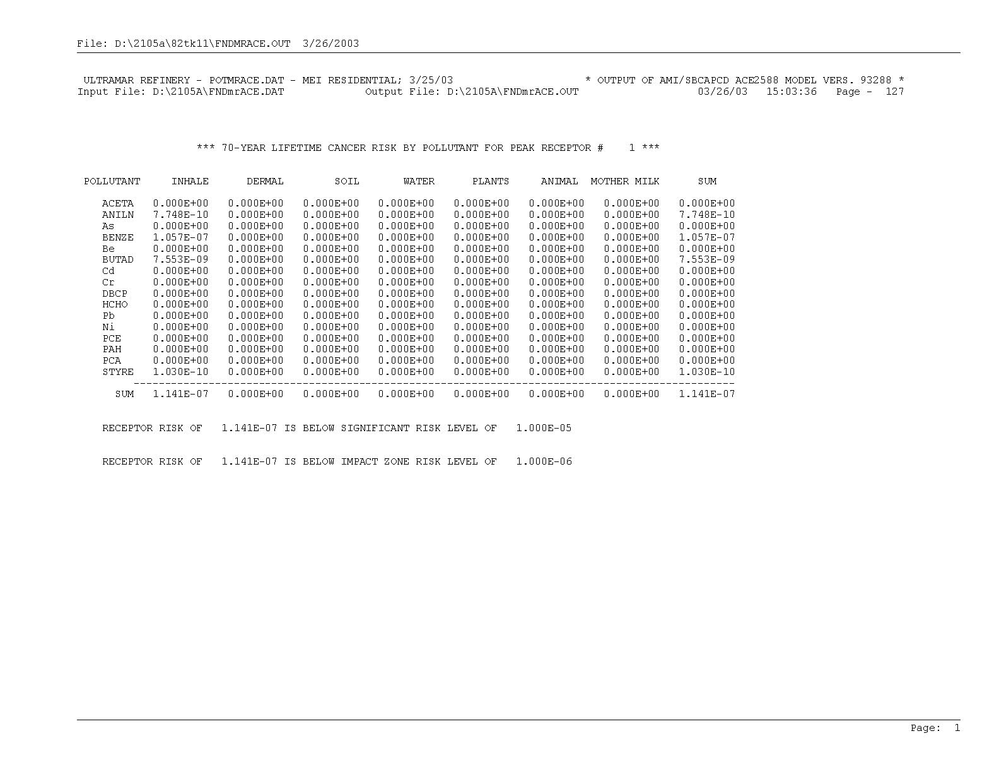 File: D:\2105a\82tk11\FNDMRACE.OUT 3/26/2003
ULTRAMAR REFINERY - POTMRACE.DAT - MEI RESIDENTIAL; 3/25/03 * OUTPUT OF AMI/SBCAPCD ACE2588 MODEL VERS. 93288 *
Input File: D:\2105A\FNDmrACE.DAT Output File: D:\2105A\FNDmrACE.OUT 03/26/03 15:03:36 Page - 127
*** 70-YEAR LIFETIME CANCER RISK BY POLLUTANT FOR PEAK RECEPTOR # 1 ***
POLLUTANT INHALE DERMAL SOIL WATER PLANTS ANIMAL MOTHER MILK SUM
ACETA 0.000E+00 0.000E+00 0.000E+00 0.000E+00 0.000E+00 0.000E+00 0.000E+00 0.000E+00
ANILN 7.748E-10 0.000E+00 0.000E+00 0.000E+00 0.000E+00 0.000E+00 0.000E+00 7.748E-10
As 0.000E+00 0.000E+00 0.000E+00 0.000E+00 0.000E+00 0.000E+00 0.000E+00 0.000E+00
BENZE 1.057E-07 0.000E+00 0.000E+00 0.000E+00 0.000E+00 0.000E+00 0.000E+00 1.057E-07
Be 0.000E+00 0.000E+00 0.000E+00 0.000E+00 0.000E+00 0.000E+00 0.000E+00 0.000E+00
BUTAD 7.553E-09 0.000E+00 0.000E+00 0.000E+00 0.000E+00 0.000E+00 0.000E+00 7.553E-09
Cd 0.000E+00 0.000E+00 0.000E+00 0.000E+00 0.000E+00 0.000E+00 0.000E+00 0.000E+00
Cr 0.000E+00 0.000E+00 0.000E+00 0.000E+00 0.000E+00 0.000E+00 0.000E+00 0.000E+00
DBCP 0.000E+00 0.000E+00 0.000E+00 0.000E+00 0.000E+00 0.000E+00 0.000E+00 0.000E+00
HCHO 0.000E+00 0.000E+00 0.000E+00 0.000E+00 0.000E+00 0.000E+00 0.000E+00 0.000E+00
Pb 0.000E+00 0.000E+00 0.000E+00 0.000E+00 0.000E+00 0.000E+00 0.000E+00 0.000E+00
Ni 0.000E+00 0.000E+00 0.000E+00 0.000E+00 0.000E+00 0.000E+00 0.000E+00 0.000E+00
PCE 0.000E+00 0.000E+00 0.000E+00 0.000E+00 0.000E+00 0.000E+00 0.000E+00 0.000E+00
PAH 0.000E+00 0.000E+00 0.000E+00 0.000E+00 0.000E+00 0.000E+00 0.000E+00 0.000E+00
PCA 0.000E+00 0.000E+00 0.000E+00 0.000E+00 0.000E+00 0.000E+00 0.000E+00 0.000E+00
STYRE 1.030E-10 0.000E+00 0.000E+00 0.000E+00 0.000E+00 0.000E+00 0.000E+00 1.030E-10
------------------------------------------------------------------------------------------------
SUM 1.141E-07 0.000E+00 0.000E+00 0.000E+00 0.000E+00 0.000E+00 0.000E+00 1.141E-07
RECEPTOR RISK OF 1.141E-07 IS BELOW SIGNIFICANT RISK LEVEL OF 1.000E-05
RECEPTOR RISK OF 1.141E-07 IS BELOW IMPACT ZONE RISK LEVEL OF 1.000E-06
Page: 1